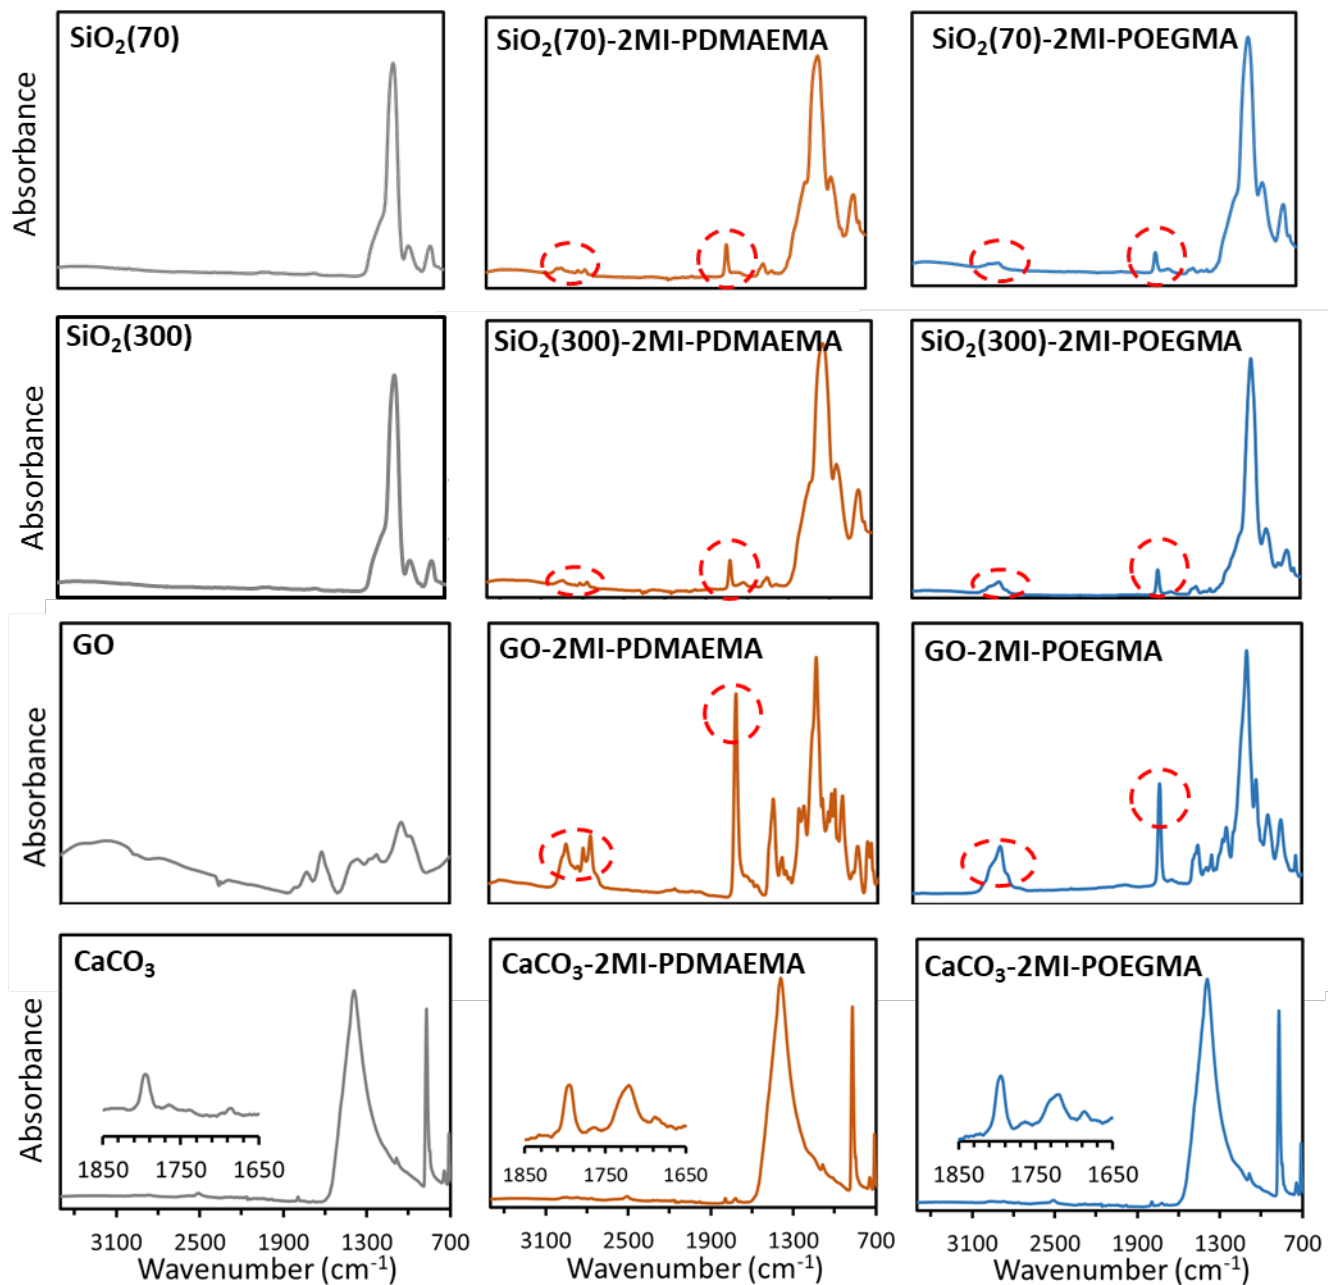 SiO₂(70)
SiO₂(70)-2MI-PDMAEMA
SiO₂(70)-2MI-POEGMA
Absorbance
SiO₂(300)
SiO₂(300)-2MI-PDMAEMA
SiO₂(300)-2MI-POEGMA
Absorbance
GO
GO-2MI-PDMAEMA
GO-2MI-POEGMA
Absorbance
CaCO₃
CaCO₃-2MI-PDMAEMA
CaCO₃-2MI-POEGMA
Absorbance
1850 1750 1650
1850 1750 1650
1850 1750 1650
3100 2500 1900 1300 700
3100 2500 1900 1300 700
3100 2500 1900 1300 700
Wavenumber (cm⁻¹)
Wavenumber (cm⁻¹)
Wavenumber (cm⁻¹)